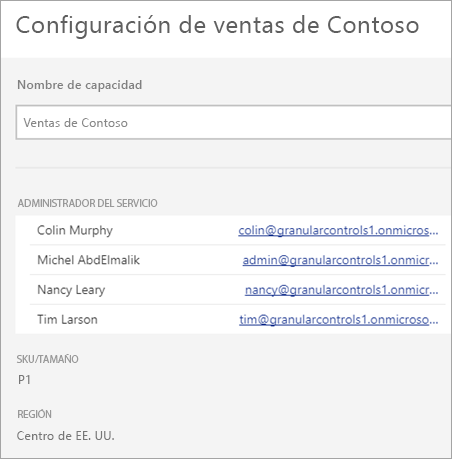 Configuración de ventas de Contoso
Nombre de capacidad
Ventas de Contoso
ADMINISTRADOR DEL SERVICIO
Colin Murphy colin@granularcontrols1.onmicros...
Michel AbdElmalik admin@granularcontrols1.onmicr...
Nancy Leary nancy@granularcontrols1.onmicr...
Tim Larson tim@granularcontrols1.onmicroso...
SKU/TAMAÑO
P1
REGIÓN
Centro de EE. UU.